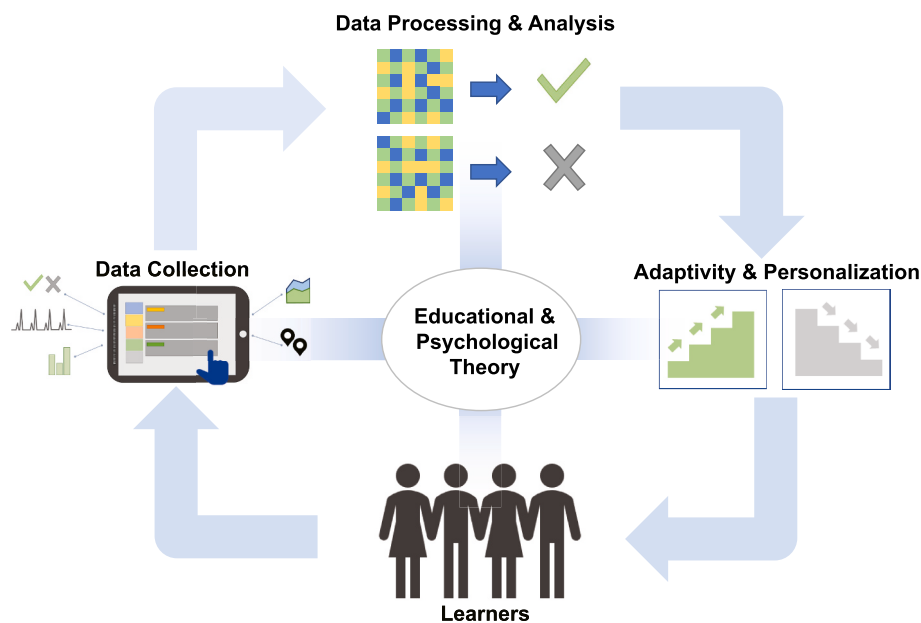 Data Processing & Analysis
Data Collection
Adaptivity & Personalization
Educational &
Psychological
Theory
Learners